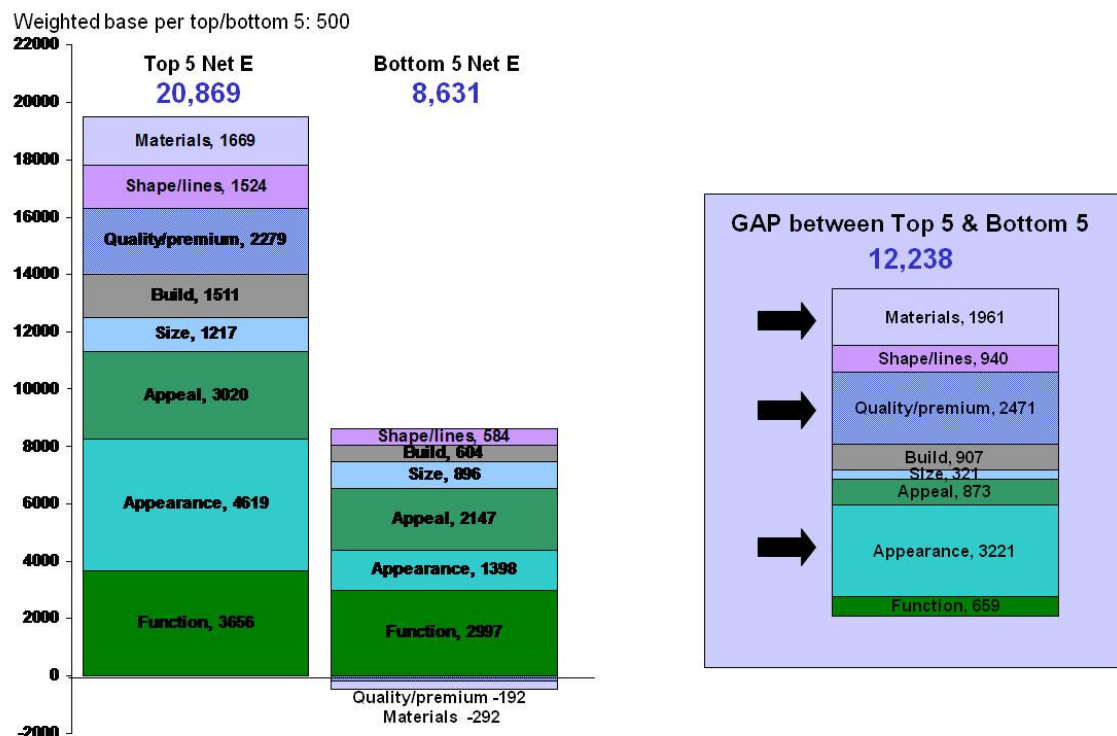 Weighted base per top/bottom 5: 500
22000
20000
18000
16000
14000
12000
10000
8000
6000
4000
2000
0
-2000
Top 5 Net E
20,869
Materials, 1669
Shape/lines, 1524
Quality/premium, 2279
Build, 1511
Size, 1217
Appeal, 3020
Appearance, 4619
Function, 3656
Bottom 5 Net E
8,631
Shape/lines, 584
Build, 604
Size, 896
Appeal, 2147
Appearance, 1398
Function, 2997
Quality/premium -192
Materials -292
GAP between Top 5 & Bottom 5
12,238
Materials, 1961
Shape/lines, 940
Quality/premium, 2471
Build, 907
Size, 321
Appeal, 873
Appearance, 3221
Function, 659